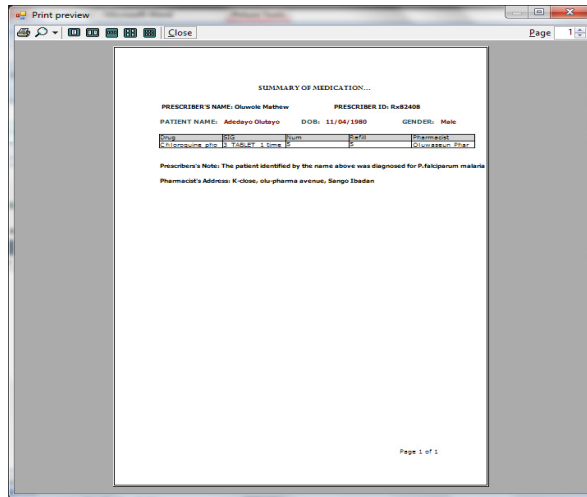 Print preview
Close
Page 1
SUMMARY OF MEDICATION...
PRESCRIBER'S NAME: Oluwole Mathew PRESCRIBER ID: Rx82408
PATIENT NAME: Adedayo Olutayo DOB: 11/04/1980 GENDER: Male
Drug SIG Num Refill Pharmacist
Chloroquine pho 3 TABLET 1 time 5 5 Oluwaseun Phar
Prescribers's Note: The patient identified by the name above was diagnosed for P.falciparum malaria
Pharmacist's Address: K-close, olu-pharma avenue, Sango Ibadan
Page 1 of 1